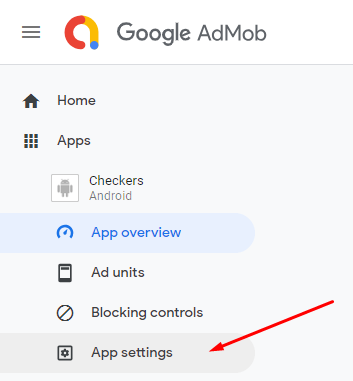 Google AdMob
Home
Apps
Checkers
Android
App overview
Ad units
Blocking controls
App settings